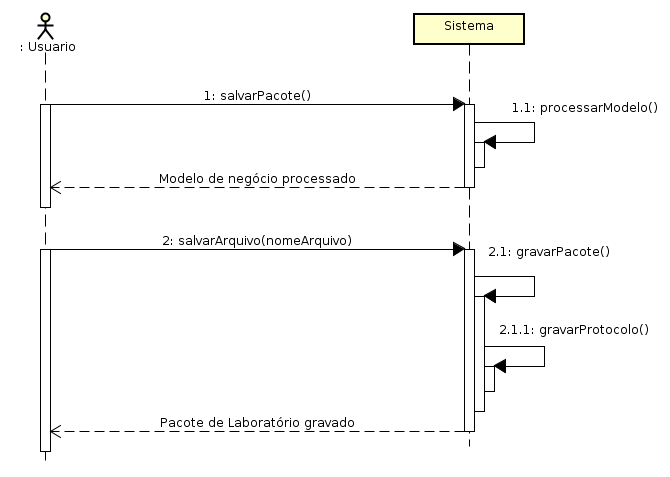 Sistema
: Usuario
1: salvarPacote()
1.1: processarModelo()
Modelo de negócio processado
2: salvarArquivo(nomeArquivo)
2.1: gravarPacote()
2.1.1: gravarProtocolo()
Pacote de Laboratório gravado